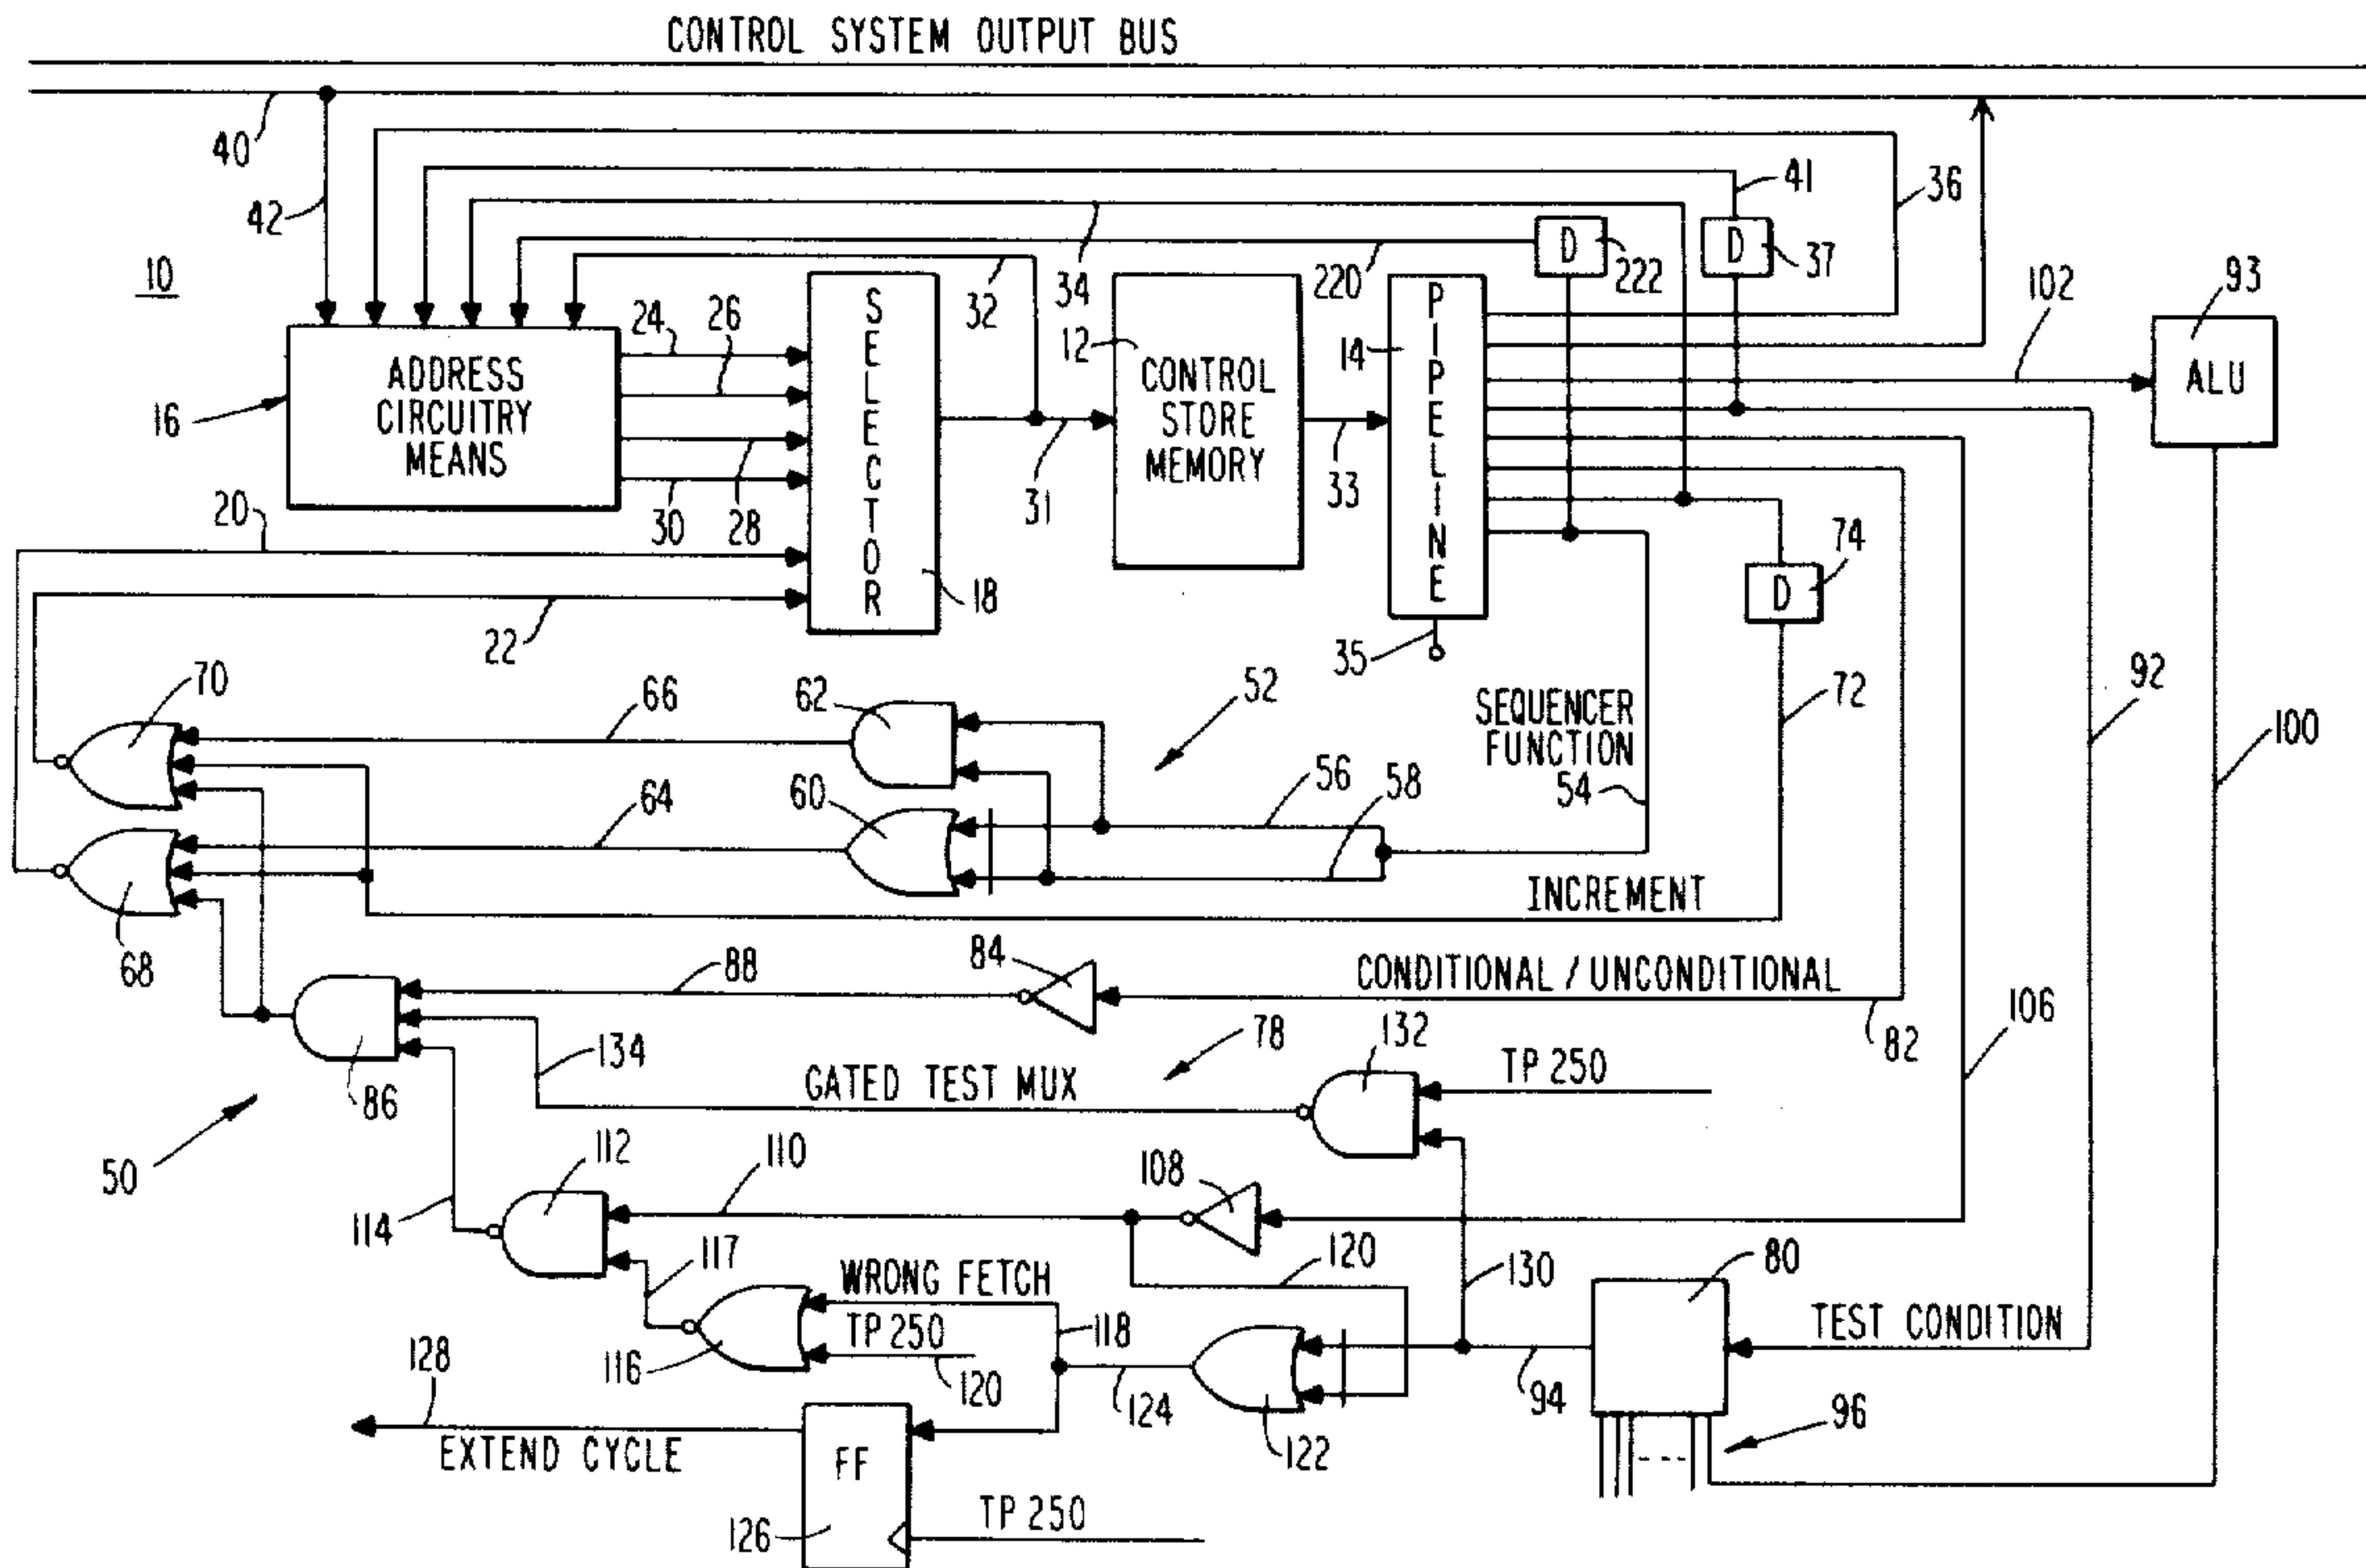 CONTROL SYSTEM OUTPUT BUS
40
42
41
36
34
D
222
D
37
10
220
32
34
102
93
ALU
24
26
16
ADDRESS
CIRCUITRY
MEANS
SELECTOR
12
CONTROL
STORE
MEMORY
14
PIPELINE
30
28
31
33
20
22
18
35
74
D
70
66
62
52
SEQUENCER
FUNCTION
72
92
100
64
60
56
58
54
INCREMENT
68
88
84
CONDITIONAL / UNCONDITIONAL
86
134
78
132
82
106
GATED TEST MUX
TP 250
50
112
110
108
114
117
WRONG FETCH
120
130
80
TP 250
118
TEST CONDITION
116
120
124
122
94
96
128
EXTEND CYCLE
FF
126
TP 250